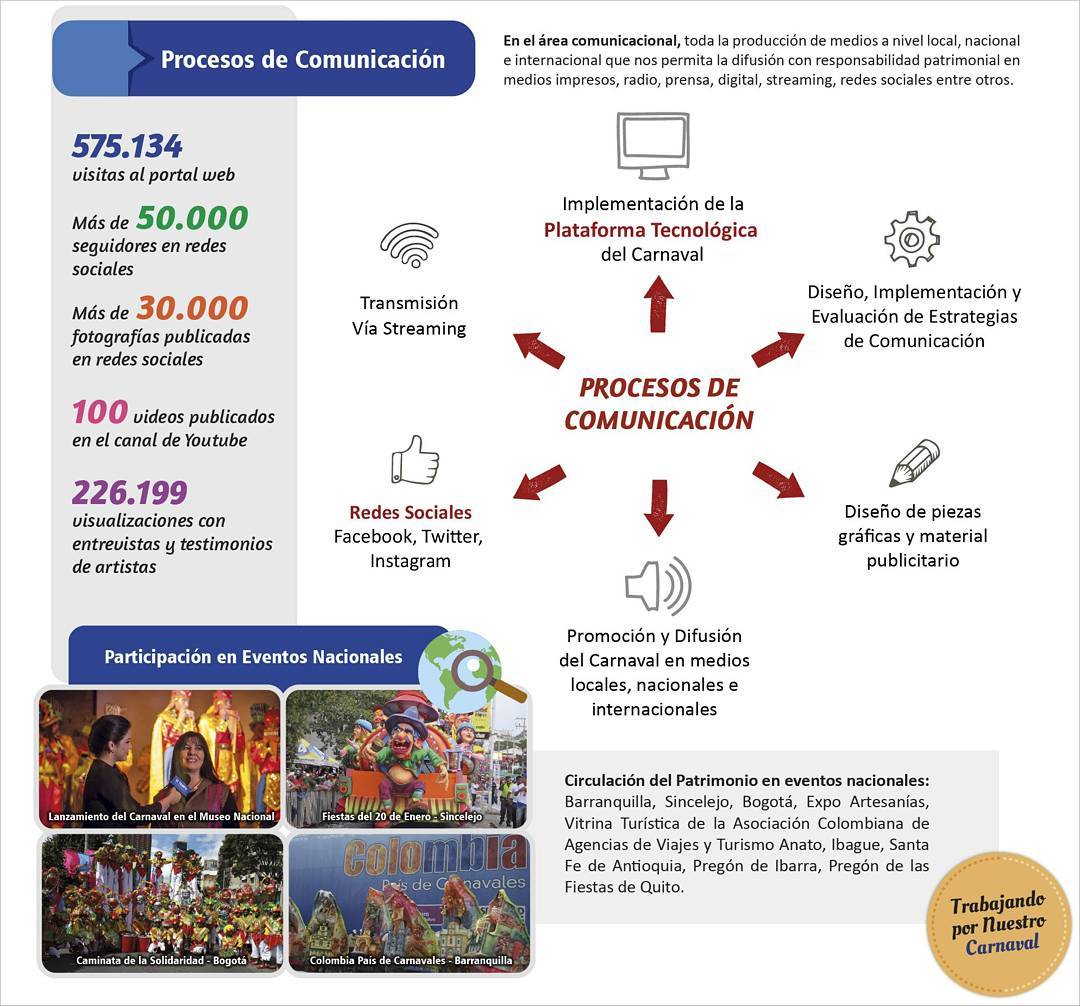 Procesos de Comunicación
En el área comunicacional, toda la producción de medios a nivel local, nacional
e internacional que nos permita la difusión con responsabilidad patrimonial en
medios impresos, radio, prensa, digital, streaming, redes sociales entre otros.
575.134
visitas al portal web
Más de 50.000
seguidores en redes
sociales
Más de 30.000
fotografías publicadas
en redes sociales
100 videos publicados
en el canal de Youtube
226.199
visualizaciones con
entrevistas y testimonios
de artistas
Implementación de la
Plataforma Tecnológica
del Carnaval
Transmisión
Vía Streaming
Diseño, Implementación y
Evaluación de Estrategias
de Comunicación
PROCESOS DE
COMUNICACIÓN
Redes Sociales
Facebook, Twitter,
Instagram
Diseño de piezas
gráficas y material
publicitario
Promoción y Difusión
del Carnaval en medios
locales, nacionales e
internacionales
Participación en Eventos Nacionales
Lanzamiento del Carnaval en el Museo Nacional
Fiestas del 20 de Enero - Sincelejo
Caminata de la Solidaridad - Bogotá
Colombia
País de Carnavales
Colombia País de Carnavales - Barranquilla
Circulación del Patrimonio en eventos nacionales:
Barranquilla, Sincelejo, Bogotá, Expo Artesanías,
Vitrina Turística de la Asociación Colombiana de
Agencias de Viajes y Turismo Anato, Ibague, Santa
Fe de Antioquia, Pregón de Ibarra, Pregón de las
Fiestas de Quito.
Trabajando
por Nuestro
Carnaval